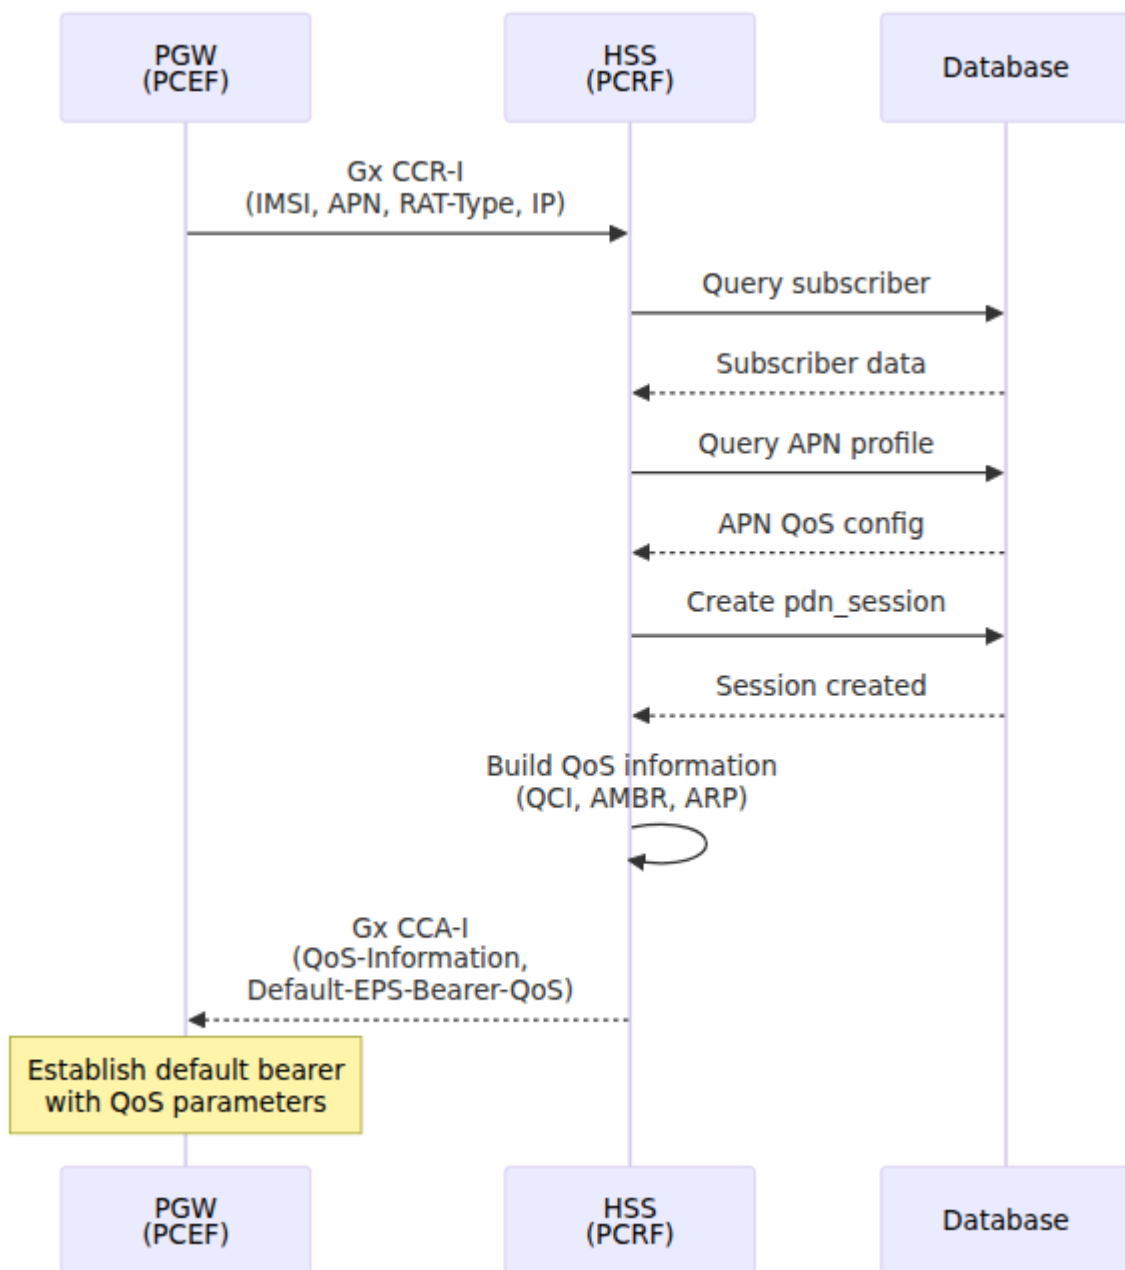 PGW
(PCEF)
HSS
(PCRF)
Database
Gx CCR-I
(IMSI, APN, RAT-Type, IP)
Query subscriber
Subscriber data
Query APN profile
APN QoS config
Create pdn_session
Session created
Build QoS information
(QCI, AMBR, ARP)
Gx CCA-I
(QoS-Information,
Default-EPS-Bearer-QoS)
Establish default bearer
with QoS parameters
PGW
(PCEF)
HSS
(PCRF)
Database